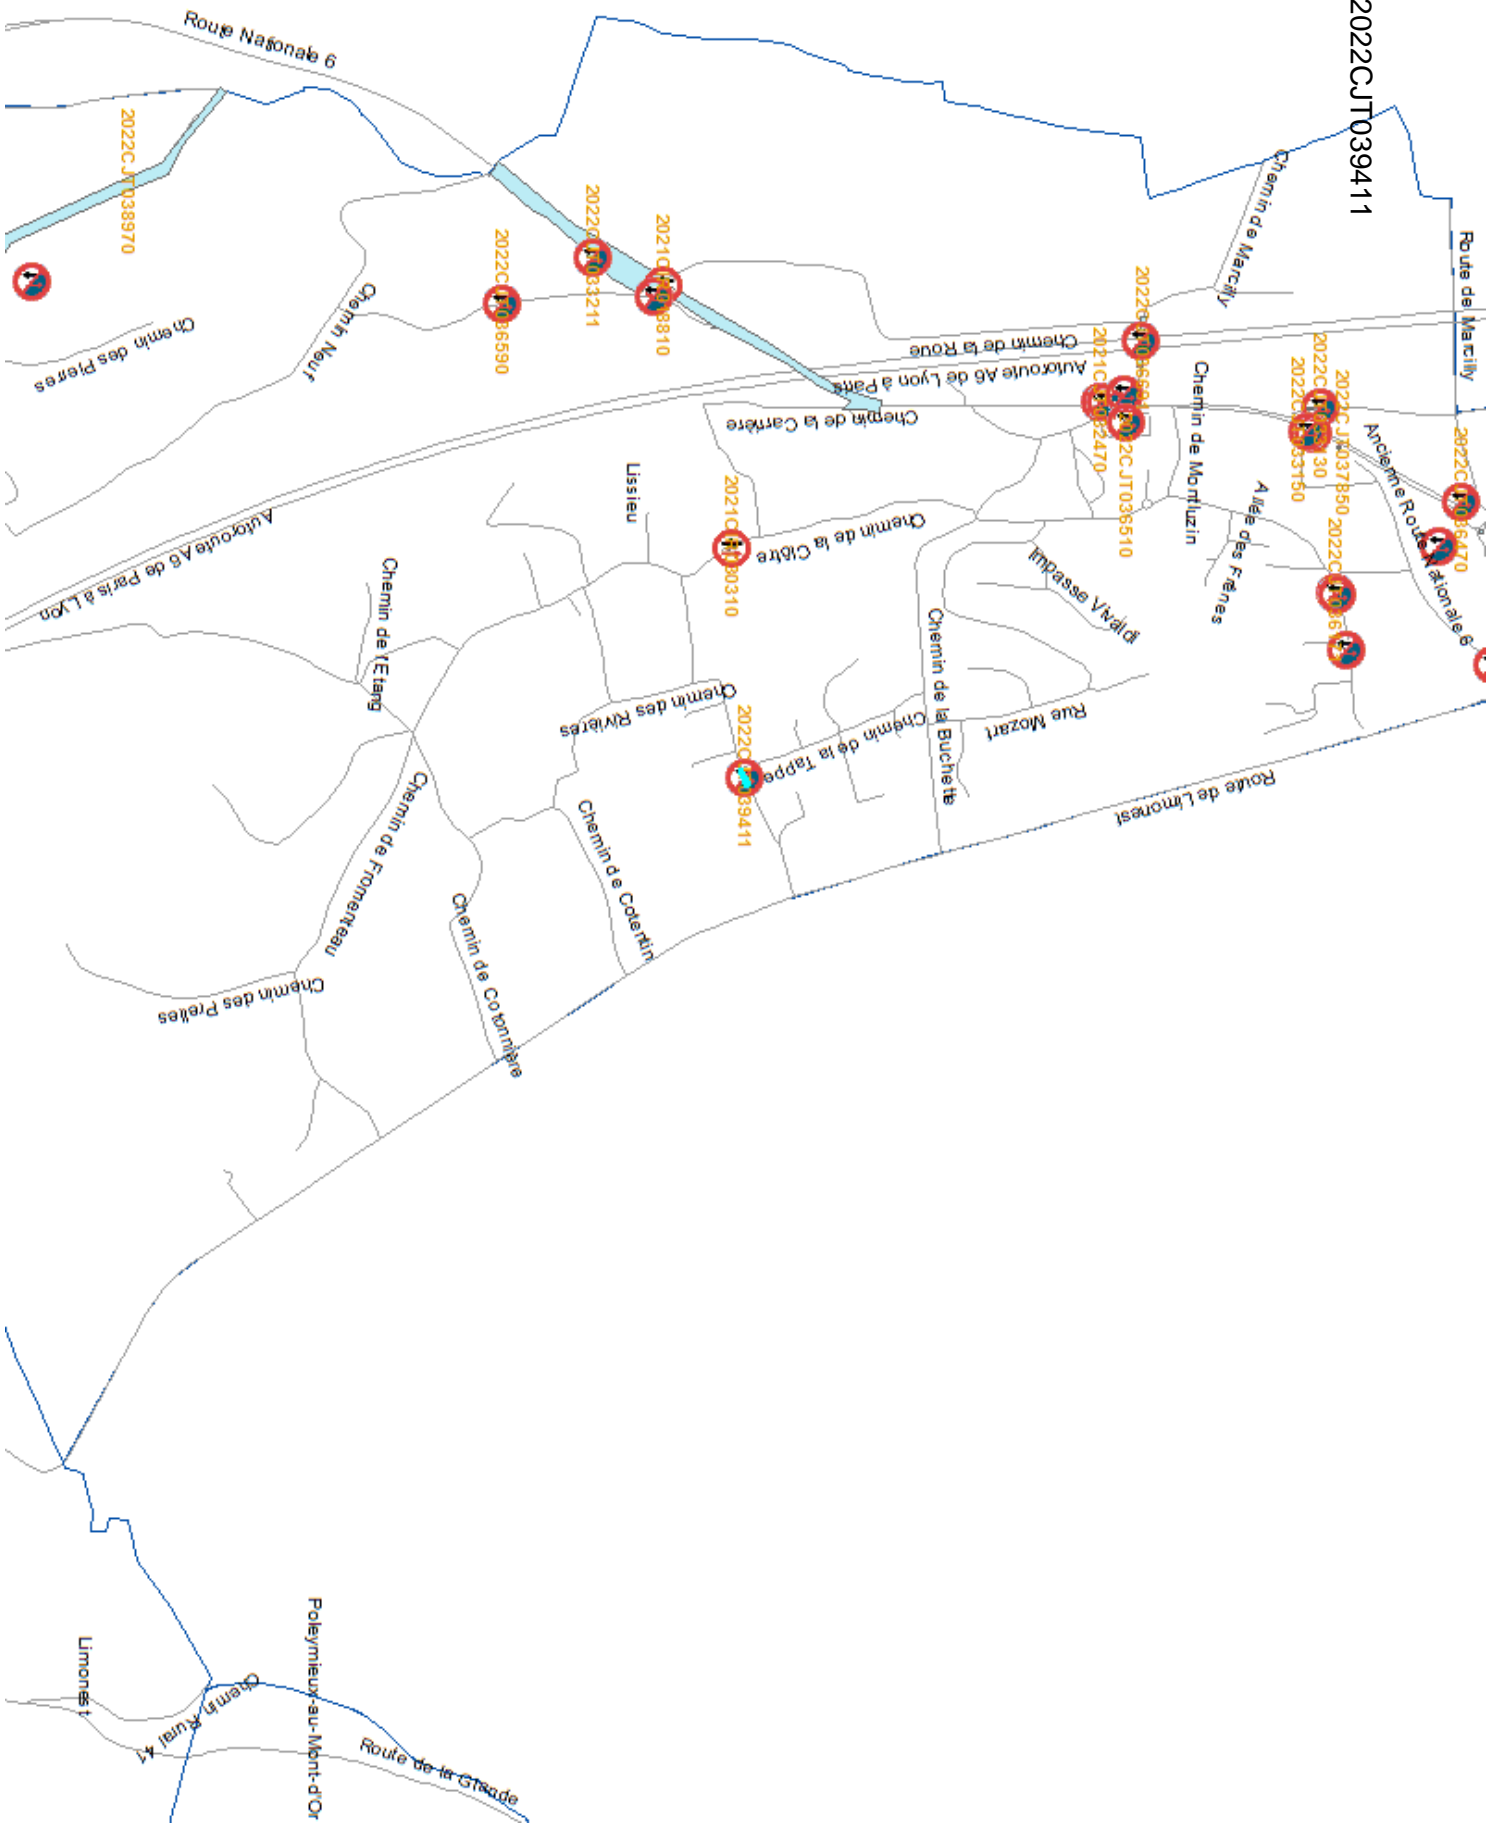 2022CJT039411
Route Nationale 6
2022CJT038970
Chemin de Marcilly
Route de Marcilly
2022CJT036590
Chemin Neuf
Chemin des Pierres
Chemin de la Roue
Autoroute A6 de Lyon à Paris
Chemin de la Carrière
Chemin de Montluzin
2022CJT037850
Ancienne Route Nationale 6
Allée des Frênes
Lissieu
Chemin de la Clôtre
Impasse Vivaldi
Autoroute A6 de Paris à Lyon
Chemin de l'Etang
Chemin des Rivières
Chemin de la Tappe
Chemin de la Buchette
Rue Mozart
Route de Limonest
2022CJT039411
Chemin de Fromenteau
Chemin de Cotentin
Chemin de Cotonnière
Chemin des Prelles
Limonest
Chemin Rural 41
Poleymieux-au-Mont-d'Or
Route de la Glande